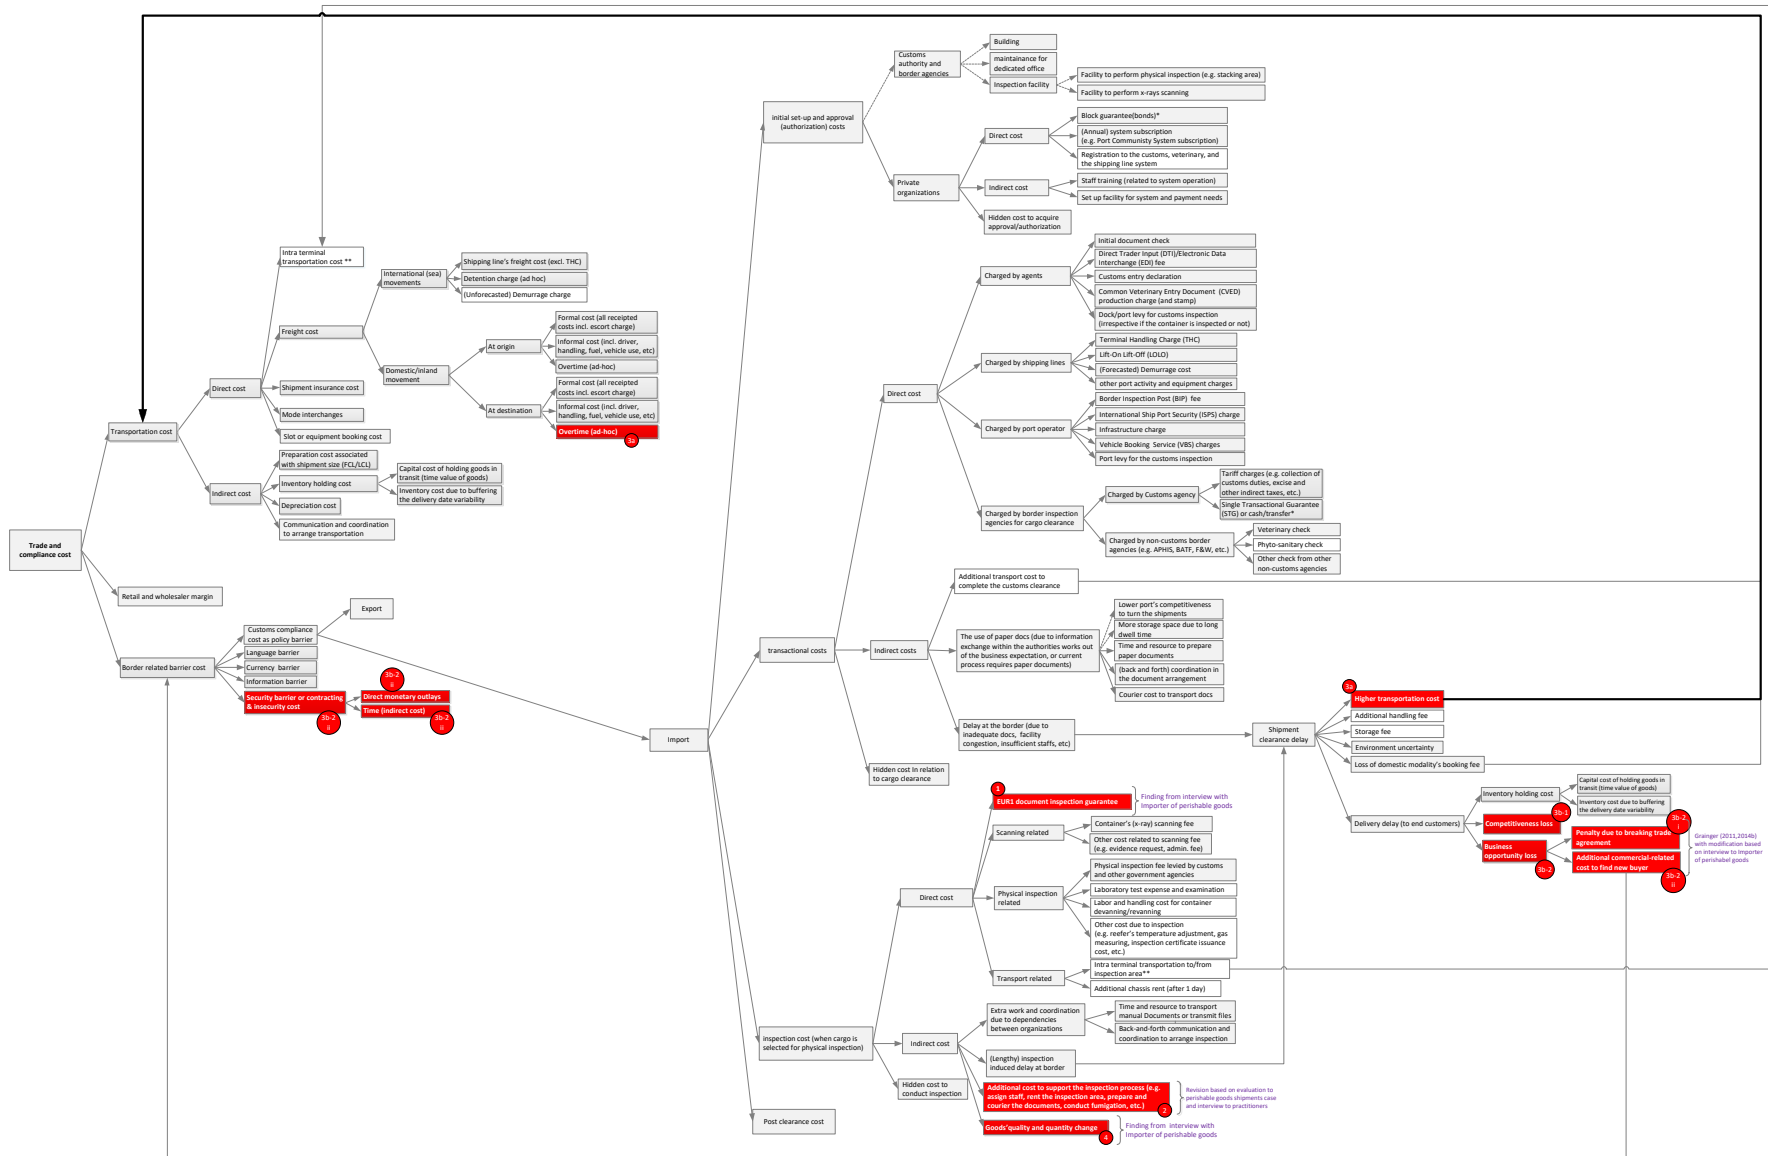 Trade and
compliance cost
Transportation cost
Retail and wholesaler margin
Border related barrier cost
Direct cost
Indirect cost
Intra terminal
transportation cost **
Freight cost
Shipment insurance cost
Mode interchanges
Slot or equipment booking cost
International (sea)
movements
Shipping line's freight cost (excl. THC)
Detention charge (ad hoc)
(Unforecasted) Demurrage charge
Domestic/inland
movement
At origin
Formal cost (all receipted
costs incl. escort charge)
Informal cost (incl. driver,
handling, fuel, vehicle use, etc)
Overtime (ad-hoc)
At destination
Formal cost (all receipted
costs incl. escort charge)
Informal cost (incl. driver,
handling, fuel, vehicle use, etc)
Overtime (ad-hoc)
3a
Preparation cost associated
with shipment size (FCL/LCL)
Inventory holding cost
Capital cost of holding goods in
transit (time value of goods)
Inventory cost due to buffering
the delivery date variability
Depreciation cost
Communication and coordination
to arrange transportation
Customs compliance
cost as policy barrier
Export
Language barrier
Currency barrier
Information barrier
Security barrier or contracting
& insecurity cost
3b-2
ii
Direct monetary outlays
3b-2
ii
Time (indirect cost)
3b-2
ii
Import
initial set-up and approval
(authorization) costs
Customs
authority and
border agencies
Building
maintainance for
dedicated office
Inspection facility
Facility to perform physical inspection (e.g. stacking area)
Facility to perform x-rays scanning
Private
organizations
Direct cost
Block guarantee(bonds)*
(Annual) system subscription
(e.g. Port Communisty System subscription)
Registration to the customs, veterinary, and
the shipping line system
Indirect cost
Staff training (related to system operation)
Set up facility for system and payment needs
Hidden cost to acquire
approval/authorization
transactional costs
Direct cost
Charged by agents
Initial document check
Direct Trader Input (DTI)/Electronic Data
Interchange (EDI) fee
Customs entry declaration
Common Veterinary Entry Document (CVED)
production charge (and stamp)
Dock/port levy for customs inspection
(irrespective if the container is inspected or not)
Charged by shipping lines
Terminal Handling Charge (THC)
Lift-On Lift-Off (LOLO)
(Forecasted) Demurrage cost
other port activity and equipment charges
Charged by port operator
Border Inspection Post (BIP) fee
International Ship Port Security (ISPS) charge
Infrastructure charge
Vehicle Booking Service (VBS) charges
Port levy for the customs inspection
Charged by border inspection
agencies for cargo clearance
Charged by Customs agency
Tariff charges (e.g. collection of
customs duties, excise and
other indirect taxes, etc.)
Single Transactional Guarantee
(STG) or cash/transfer*
Charged by non-customs border
agencies (e.g. APHIS, BATF, F&W, etc.)
Veterinary check
Phyto-sanitary check
Other check from other
non-customs agencies
Indirect costs
Additional transport cost to
complete the customs clearance
The use of paper docs (due to information
exchange within the authorities works out
of the business expectation, or current
process requires paper documents)
Lower port's competitiveness
to turn the shipments
More storage space due to long
dwell time
Time and resource to prepare
paper documents
(back and forth) coordination in
the document arrangement
Courier cost to transport docs
Delay at the border (due to
inadequate docs, facility
congestion, insufficient staffs, etc)
Hidden cost In relation
to cargo clearance
Shipment
clearance delay
3a
Higher transportation cost
Additional handling fee
Storage fee
Environment uncertainty
Loss of domestic modality's booking fee
Delivery delay (to end customers)
Inventory holding cost
Capital cost of holding goods in
transit (time value of goods)
Inventory cost due to buffering
the delivery date variability
Competitiveness loss
3b-1
Business
opportunity loss
3b-2
Penalty due to breaking trade
agreement
3b-2
i
Additional commercial-related
cost to find new buyer
3b-2
ii
Grainger (2011,2014b)
with modification based
on interview to Importer
of perishabel goods
inspection cost (when cargo is
selected for physical inspection)
Direct cost
1
EUR1 document inspection guarantee
Finding from interview with
Importer of perishable goods
Scanning related
Container's (x-ray) scanning fee
Other cost related to scanning fee
(e.g. evidence request, admin. fee)
Physical inspection
related
Physical inspection fee levied by customs
and other government agencies
Laboratory test expense and examination
Labor and handling cost for container
devanning/revanning
Other cost due to inspection
(e.g. reefer's temperature adjustment, gas
measuring, inspection certificate issuance
cost, etc.)
Transport related
Intra terminal transportation to/from
inspection area**
Additional chassis rent (after 1 day)
Indirect cost
Extra work and coordination
due to dependencies
between organizations
Time and resource to transport
manual Documents or transmit files
Back-and-forth communication and
coordination to arrange inspection
(Lengthy) inspection
induced delay at border
Additional cost to support the inspection process (e.g.
assign staff, rent the inspection area, prepare and
courier the documents, conduct fumigation, etc.)
2
Revision based on evaluation to
perishable goods shipments case
and interview to practitioners
Goods'quality and quantity change
4
Finding from interview with
Importer of perishable goods
Hidden cost to
conduct inspection
Post clearance cost